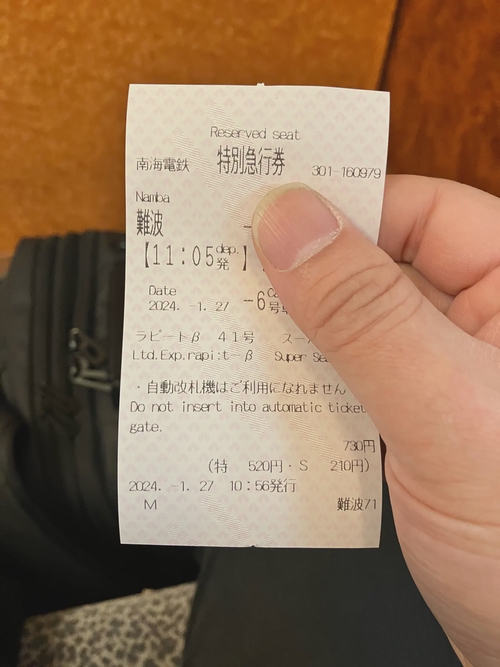 Reserved seat
南海電鉄 特別急行券 301-160979
Namba
難波
【11:05 dep. 発 】
Date
2024. -1. 27 -6 号車
ラピートβ 41号 スー
Ltd.Exp.rapi:t-β Super
・自動改札機はご利用になれません
Do not insert into automatic ticket
gate.
730円
(特 520円・S 210円)
2024. -1. 27 10:56発行
M 難波71